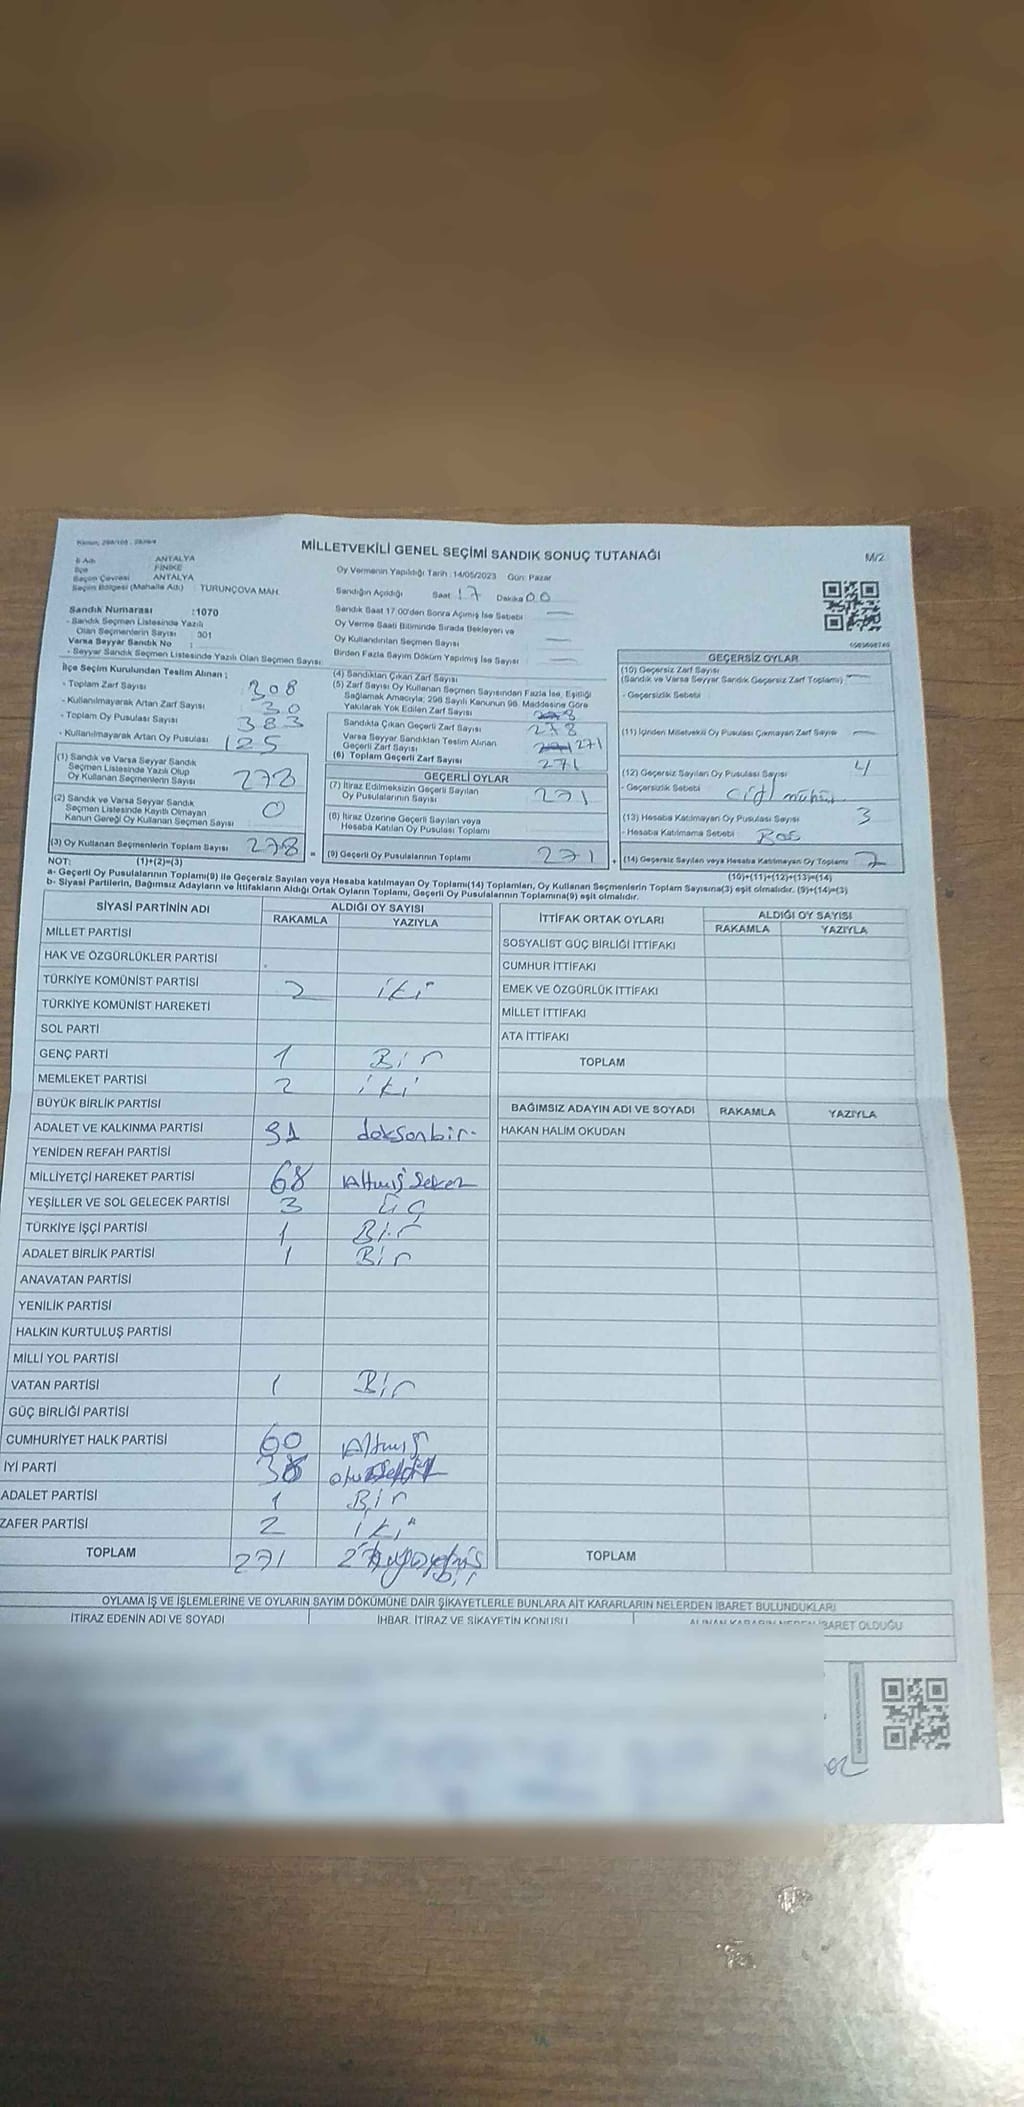 MİLLETVEKİLİ GENEL SEÇİMİ SANDIK SONUÇ TUTANAĞI
M/2
İl Adı ANTALYA
İlçe FİNİKE
Seçim Çevresi ANTALYA
Seçim Bölgesi (Mahalle Adı) : TURUNÇOVA MAH.
Sandık Numarası :1070
- Sandık Seçmen Listesinde Yazılı
Olan Seçmenlerin Sayısı : 301
Varsa Seyyar Sandık No :
- Seyyar Sandık Seçmen Listesinde Yazılı Olan Seçmen Sayısı:
Oy Vermenin Yapıldığı Tarih :14/05/2023 Gün: Pazar
Sandığın Açıldığı Saat 17 Dakika 00
Sandık Saat 17:00'den Sonra Açılmış İse Sebebi —
Oy Verme Saati Bitiminde Sırada Bekleyen ve
Oy Kullandırılan Seçmen Sayısı —
Birden Fazla Sayım Döküm Yapılmış İse Sayısı —
İlçe Seçim Kurulundan Teslim Alınan ;
- Toplam Zarf Sayısı 308
- Kullanılmayarak Artan Zarf Sayısı 30
- Toplam Oy Pusulası Sayısı 383
- Kullanılmayarak Artan Oy Pusulası 125
(1) Sandık ve Varsa Seyyar Sandık
Seçmen Listesinde Yazılı Olup
Oy Kullanan Seçmenlerin Sayısı 278
(2) Sandık ve Varsa Seyyar Sandık
Seçmen Listesinde Kayıtlı Olmayan
Kanun Gereği Oy Kullanan Seçmen Sayısı 0
(3) Oy Kullanan Seçmenlerin Toplam Sayısı 278 =
(4) Sandıktan Çıkan Zarf Sayısı
(5) Zarf Sayısı Oy Kullanan Seçmen Sayısından Fazla İse, Eşitliği
Sağlamak Amacıyla; 298 Sayılı Kanunun 98. Maddesine Göre
Yakılarak Yok Edilen Zarf Sayısı
Sandıkta Çıkan Geçerli Zarf Sayısı 278
Varsa Seyyar Sandıktan Teslim Alınan
Geçerli Zarf Sayısı 271
(6) Toplam Geçerli Zarf Sayısı 271
GEÇERLİ OYLAR
(7) İtiraz Edilmeksizin Geçerli Sayılan
Oy Pusulalarının Sayısı 271
(8) İtiraz Üzerine Geçerli Sayılan veya
Hesaba Katılan Oy Pusulası Toplamı
(9) Geçerli Oy Pusulalarının Toplamı 271 +
GEÇERSİZ OYLAR
(10) Geçersiz Zarf Sayısı
(Sandık ve Varsa Seyyar Sandık Geçersiz Zarf Toplamı) —
- Geçersizlik Sebebi
(11) İçinden Milletvekili Oy Pusulası Çıkmayan Zarf Sayısı —
(12) Geçersiz Sayılan Oy Pusulası Sayısı 4
- Geçersizlik Sebebi çift mühür
(13) Hesaba Katılmayan Oy Pusulası Sayısı 3
- Hesaba Katılmama Sebebi : Boş
(14) Geçersiz Sayılan veya Hesaba Katılmayan Oy Toplamı 7
NOT: (1)+(2)=(3)
(10)+(11)+(12)+(13)=(14)
a- Geçerli Oy Pusulalarının Toplamı(9) ile Geçersiz Sayılan veya Hesaba katılmayan Oy Toplamı(14) Toplamları, Oy Kullanan Seçmenlerin Toplam Sayısına(3) eşit olmalıdır. (9)+(14)=(3)
b- Siyasi Partilerin, Bağımsız Adayların ve İttifakların Aldığı Ortak Oyların Toplamı, Geçerli Oy Pusulalarının Toplamına(9) eşit olmalıdır.
SİYASİ PARTİNİN ADI ALDIĞI OY SAYISI
RAKAMLA YAZIYLA
MİLLET PARTİSİ
HAK VE ÖZGÜRLÜKLER PARTİSİ
TÜRKİYE KOMÜNİST PARTİSİ 2 iki
TÜRKİYE KOMÜNİST HAREKETİ
SOL PARTİ
GENÇ PARTİ 1 Bir
MEMLEKET PARTİSİ 2 iki
BÜYÜK BİRLİK PARTİSİ
ADALET VE KALKINMA PARTİSİ 91 doksanbir
YENİDEN REFAH PARTİSİ
MİLLİYETÇİ HAREKET PARTİSİ 68 Altmış Sekiz
YEŞİLLER VE SOL GELECEK PARTİSİ 3 Üç
TÜRKİYE İŞÇİ PARTİSİ 1 Bir
ADALET BİRLİK PARTİSİ 1 Bir
ANAVATAN PARTİSİ
YENİLİK PARTİSİ
HALKIN KURTULUŞ PARTİSİ
MİLLİ YOL PARTİSİ
VATAN PARTİSİ 1 Bir
GÜÇ BİRLİĞİ PARTİSİ
CUMHURİYET HALK PARTİSİ 60 Altmış
İYİ PARTİ 38
ADALET PARTİSİ 1 Bir
ZAFER PARTİSİ 2 iki
TOPLAM 271
İTTİFAK ORTAK OYLARI ALDIĞI OY SAYISI
RAKAMLA YAZIYLA
SOSYALİST GÜÇ BİRLİĞİ İTTİFAKI
CUMHUR İTTİFAKI
EMEK VE ÖZGÜRLÜK İTTİFAKI
MİLLET İTTİFAKI
ATA İTTİFAKI
TOPLAM
BAĞIMSIZ ADAYIN ADI VE SOYADI RAKAMLA YAZIYLA
HAKAN HALİM OKUDAN
TOPLAM
OYLAMA İŞ VE İŞLEMLERİNE VE OYLARIN SAYIM DÖKÜMÜNE DAİR ŞİKAYETLERLE BUNLARA AİT KARARLARIN NELERDEN İBARET BULUNDUKLARI
İTİRAZ EDENİN ADI VE SOYADI İHBAR, İTİRAZ VE ŞİKAYETİN KONUSU ALINAN KARARIN NEDEN İBARET OLDUĞU